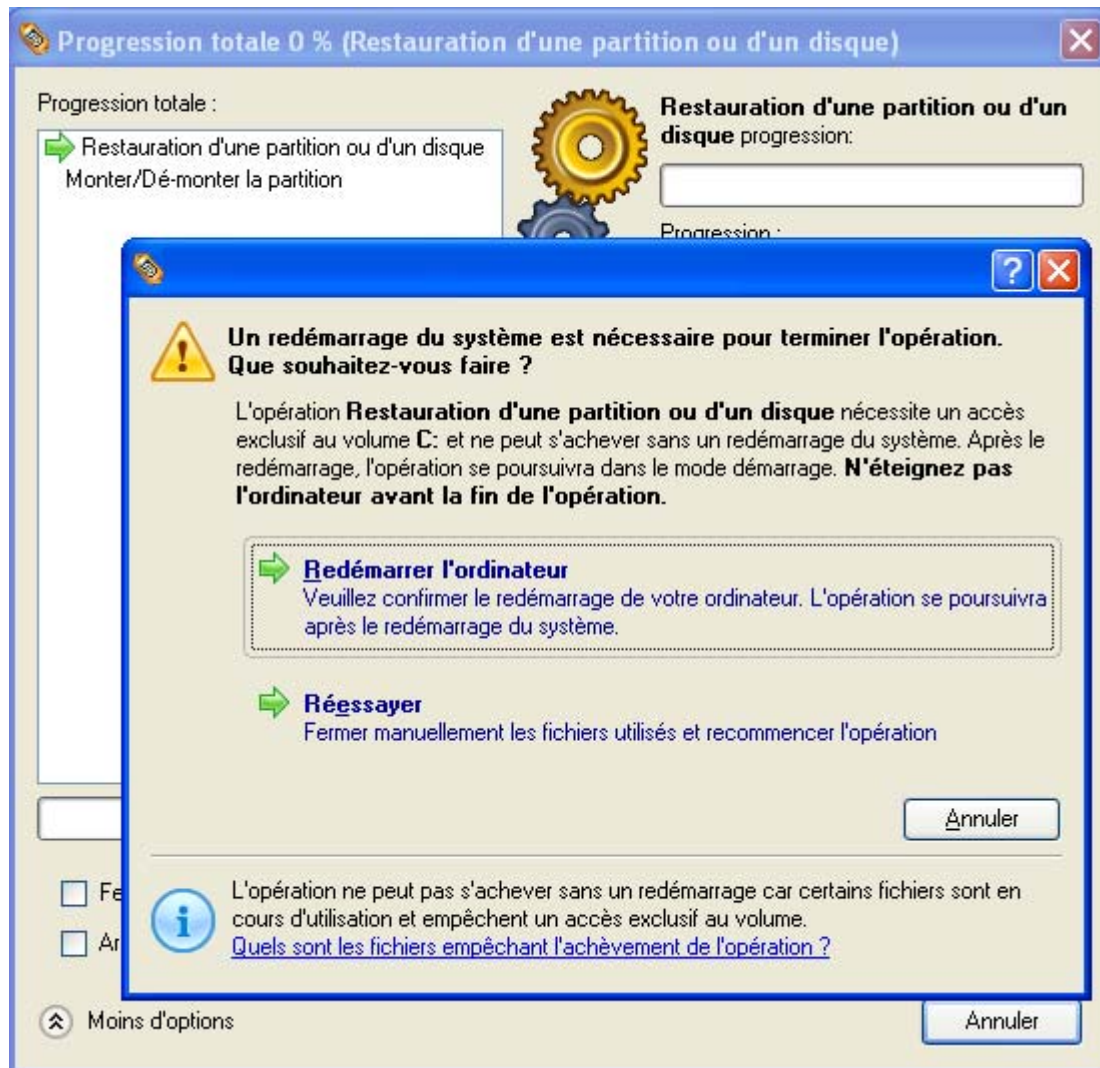 Progression totale 0 % (Restauration d'une partition ou d'un disque)
Progression totale :
Restauration d'une partition ou d'un disque
Monter/Dé-monter la partition
Restauration d'une partition ou d'un
disque progression:
Progression :
Un redémarrage du système est nécessaire pour terminer l'opération.
Que souhaitez-vous faire ?
L'opération Restauration d'une partition ou d'un disque nécessite un accès
exclusif au volume C: et ne peut s'achever sans un redémarrage du système. Après le
redémarrage, l'opération se poursuivra dans le mode démarrage. N'éteignez pas
l'ordinateur avant la fin de l'opération.
Redémarrer l'ordinateur
Veuillez confirmer le redémarrage de votre ordinateur. L'opération se poursuivra
après le redémarrage du système.
Réessayer
Fermer manuellement les fichiers utilisés et recommencer l'opération
Annuler
L'opération ne peut pas s'achever sans un redémarrage car certains fichiers sont en
cours d'utilisation et empêchent un accès exclusif au volume.
Quels sont les fichiers empêchant l'achèvement de l'opération ?
Fe
Ar
Moins d'options
Annuler